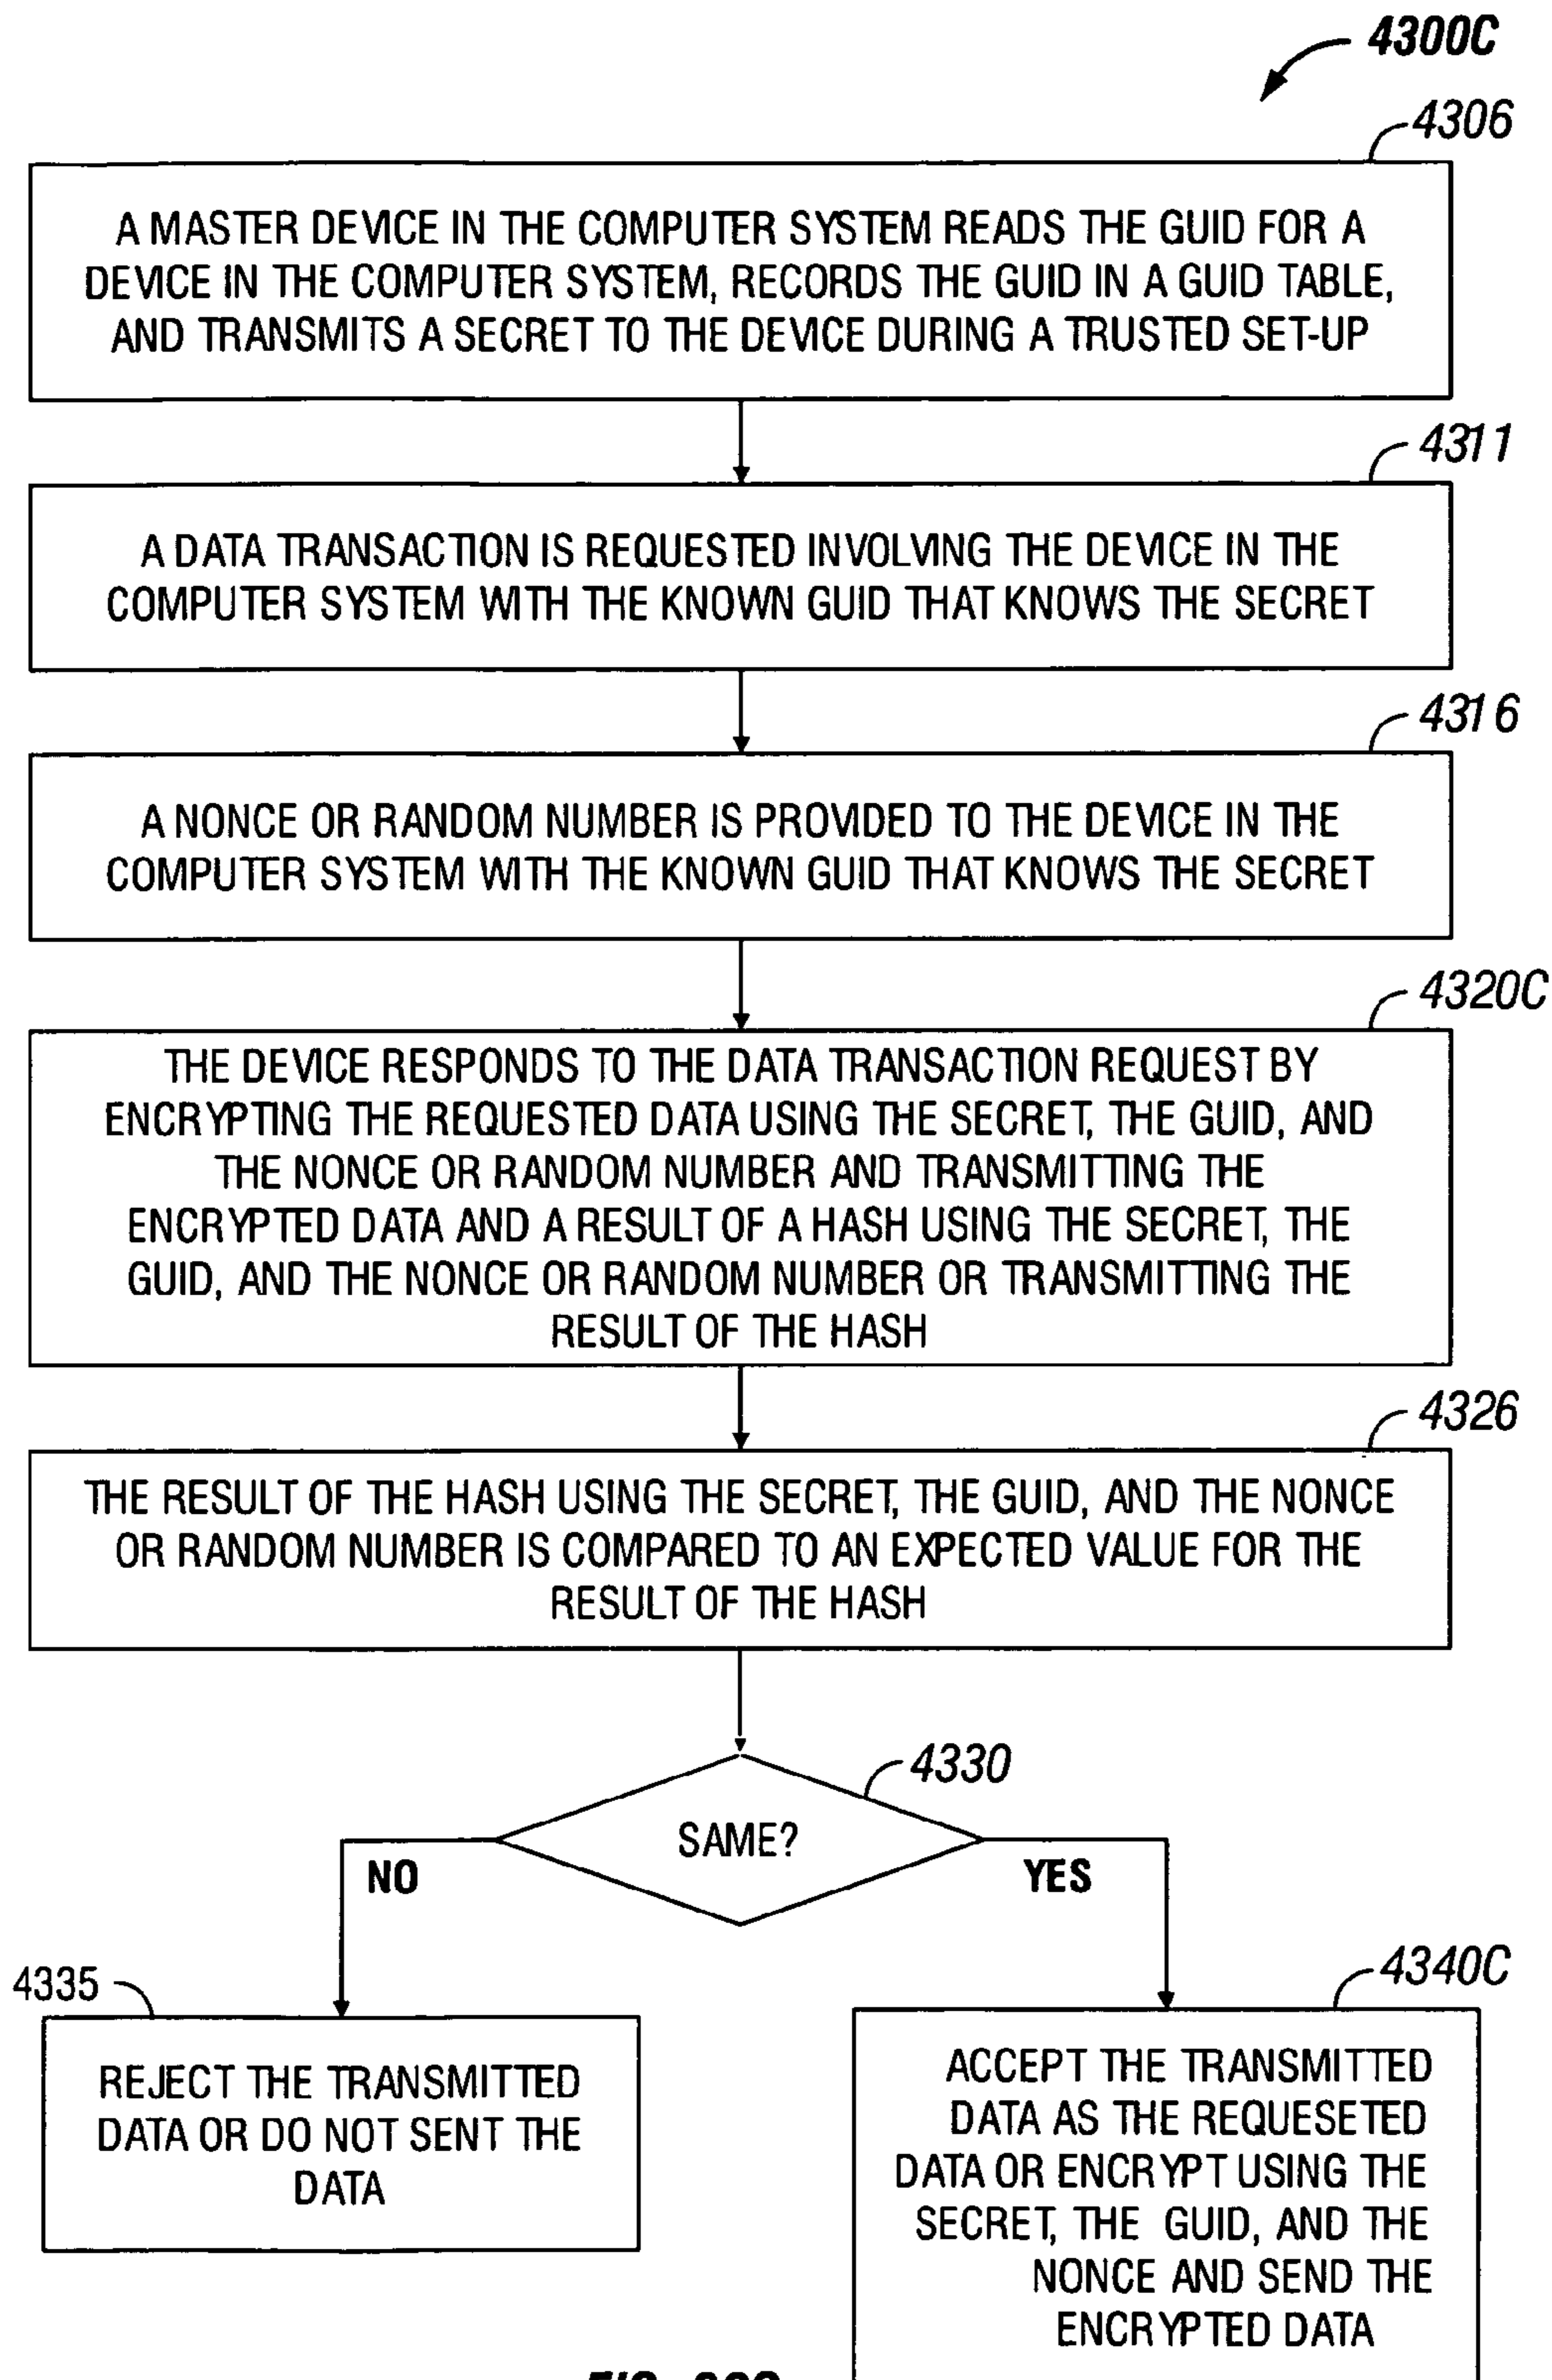 4300C
4306
A MASTER DEVICE IN THE COMPUTER SYSTEM READS THE GUID FOR A
DEVICE IN THE COMPUTER SYSTEM, RECORDS THE GUID IN A GUID TABLE,
AND TRANSMITS A SECRET TO THE DEVICE DURING A TRUSTED SET-UP
4311
A DATA TRANSACTION IS REQUESTED INVOLVING THE DEVICE IN THE
COMPUTER SYSTEM WITH THE KNOWN GUID THAT KNOWS THE SECRET
4316
A NONCE OR RANDOM NUMBER IS PROVIDED TO THE DEVICE IN THE
COMPUTER SYSTEM WITH THE KNOWN GUID THAT KNOWS THE SECRET
4320C
THE DEVICE RESPONDS TO THE DATA TRANSACTION REQUEST BY
ENCRYPTING THE REQUESTED DATA USING THE SECRET, THE GUID, AND
THE NONCE OR RANDOM NUMBER AND TRANSMITTING THE
ENCRYPTED DATA AND A RESULT OF A HASH USING THE SECRET, THE
GUID, AND THE NONCE OR RANDOM NUMBER OR TRANSMITTING THE
RESULT OF THE HASH
4326
THE RESULT OF THE HASH USING THE SECRET, THE GUID, AND THE NONCE
OR RANDOM NUMBER IS COMPARED TO AN EXPECTED VALUE FOR THE
RESULT OF THE HASH
4330
SAME?
NO
YES
4335
REJECT THE TRANSMITTED
DATA OR DO NOT SENT THE
DATA
4340C
ACCEPT THE TRANSMITTED
DATA AS THE REQUESETED
DATA OR ENCRYPT USING THE
SECRET, THE GUID, AND THE
NONCE AND SEND THE
ENCRYPTED DATA